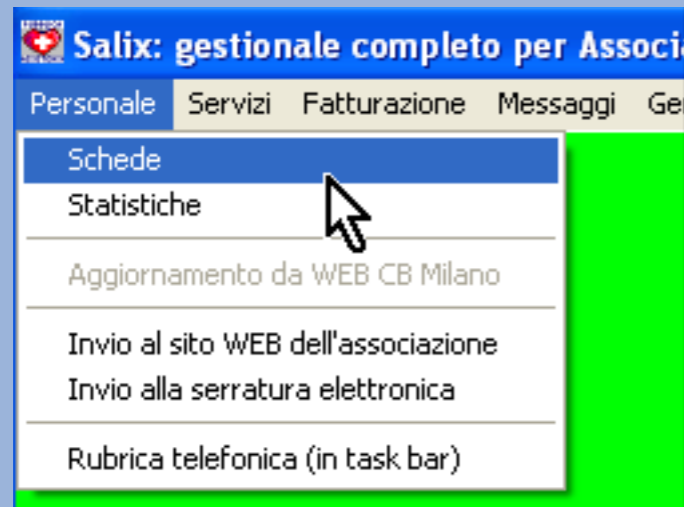 Salix: gestionale completo per Associa
Personale Servizi Fatturazione Messaggi Ge
Schede
Statistiche
Aggiornamento da WEB CB Milano
Invio al sito WEB dell'associazione
Invio alla serratura elettronica
Rubrica telefonica (in task bar)